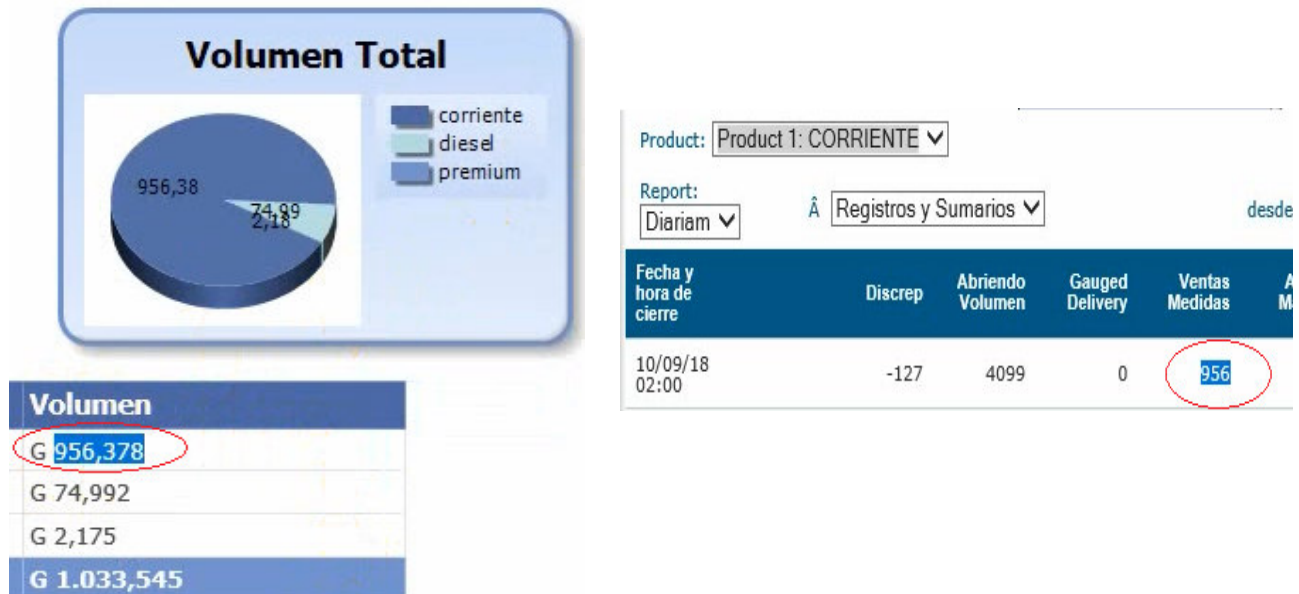 Volumen Total
corriente
diesel
premium
956,38
74,99
2,18
Volumen
G 956,378
G 74,992
G 2,175
G 1.033,545
Product: Product 1: CORRIENTE
Report:
Diariam Â Registros y Sumarios desde
Fecha y
hora de
cierre
Discrep
Abriendo
Volumen
Gauged
Delivery
Ventas
Medidas
A
M
10/09/18
02:00
-127 4099 0 956